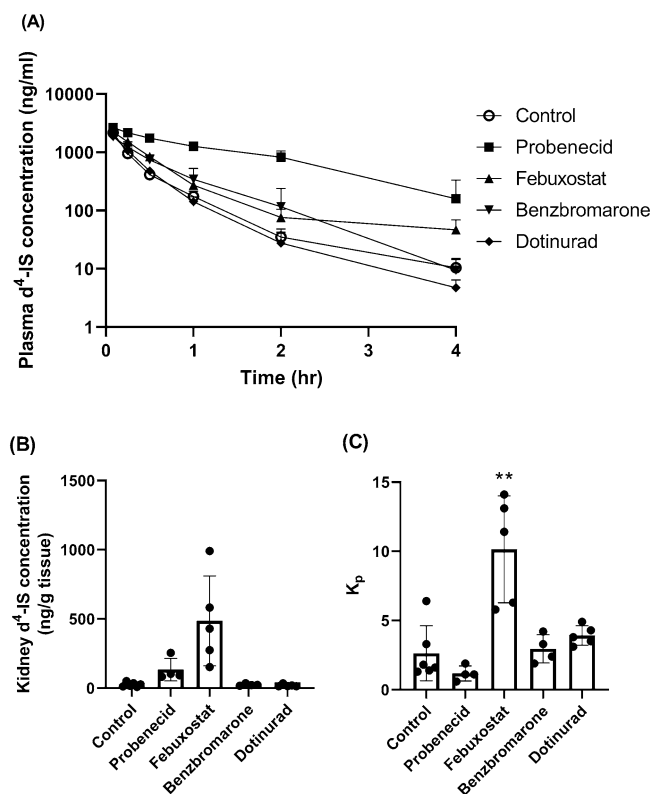 (A)
Plasma d⁴-IS concentration (ng/ml)
10000
1000
100
10
1
0
1
2
3
4
Time (hr)
Control
Probenecid
Febuxostat
Benzbromarone
Dotinurad
(B)
Kidney d⁴-IS concentration
(ng/g tissue)
1500
1000
500
0
Control
Probenecid
Febuxostat
Benzbromarone
Dotinurad
(C)
Kp
15
10
5
0
**
Control
Probenecid
Febuxostat
Benzbromarone
Dotinurad